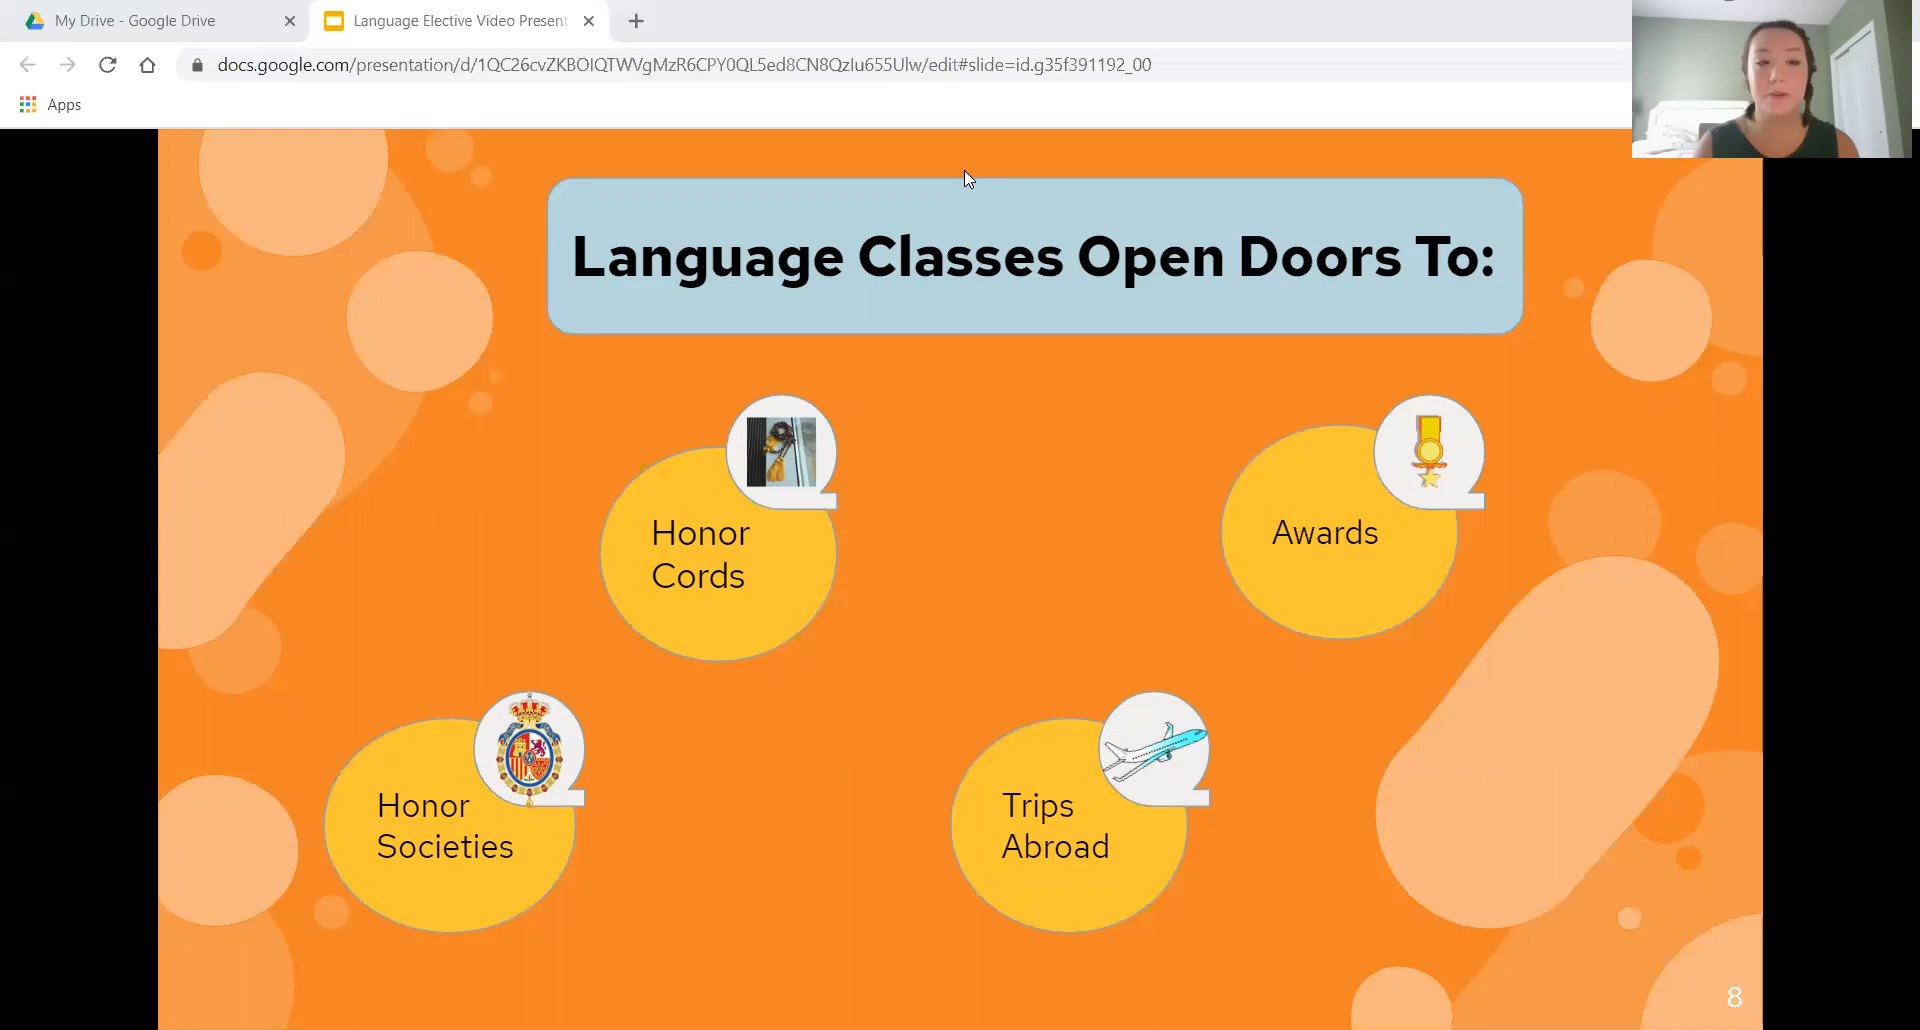 My Drive - Google Drive
Language Elective Video Present
docs.google.com/presentation/d/1QC26cvZKBOIQTWVgMzR6CPY0QL5ed8CN8QzIu655Ulw/edit#slide=id.g35f391192_00
Apps
Language Classes Open Doors To:
Honor
Cords
Awards
Honor
Societies
Trips
Abroad
8